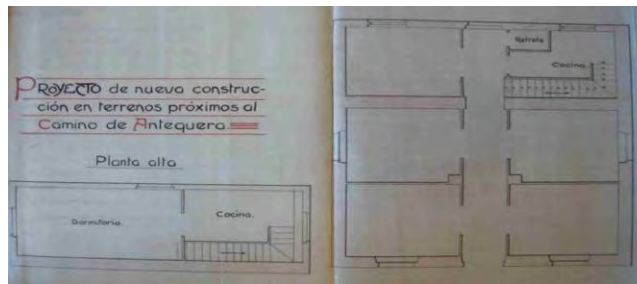 PROYECTO de nueva construc-
ción en terrenos próximos al
Camino de Antequera.
Planta alta
Dormitorio.
Cocina.
Retrete
Cocina.